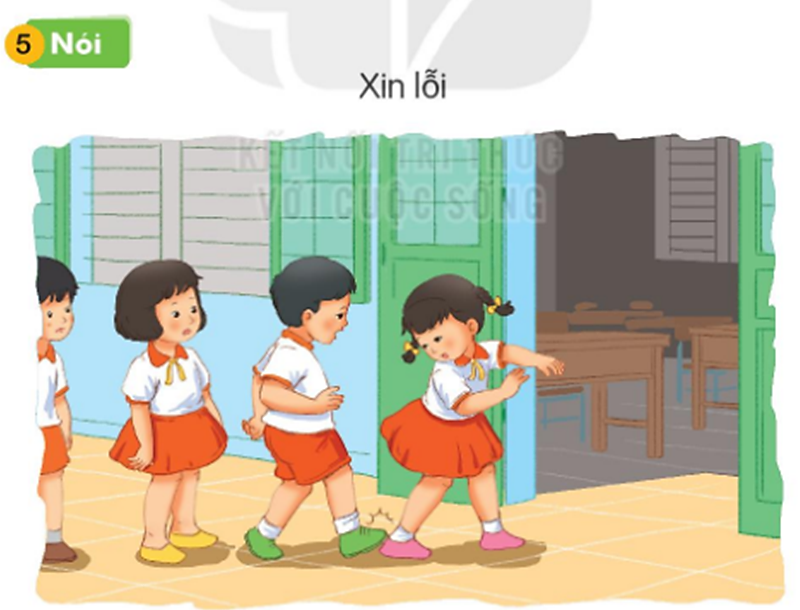 5 Nói
Xin lỗi
KẾT NỐI TRI THỨC
VỚI CUỘC SỐNG